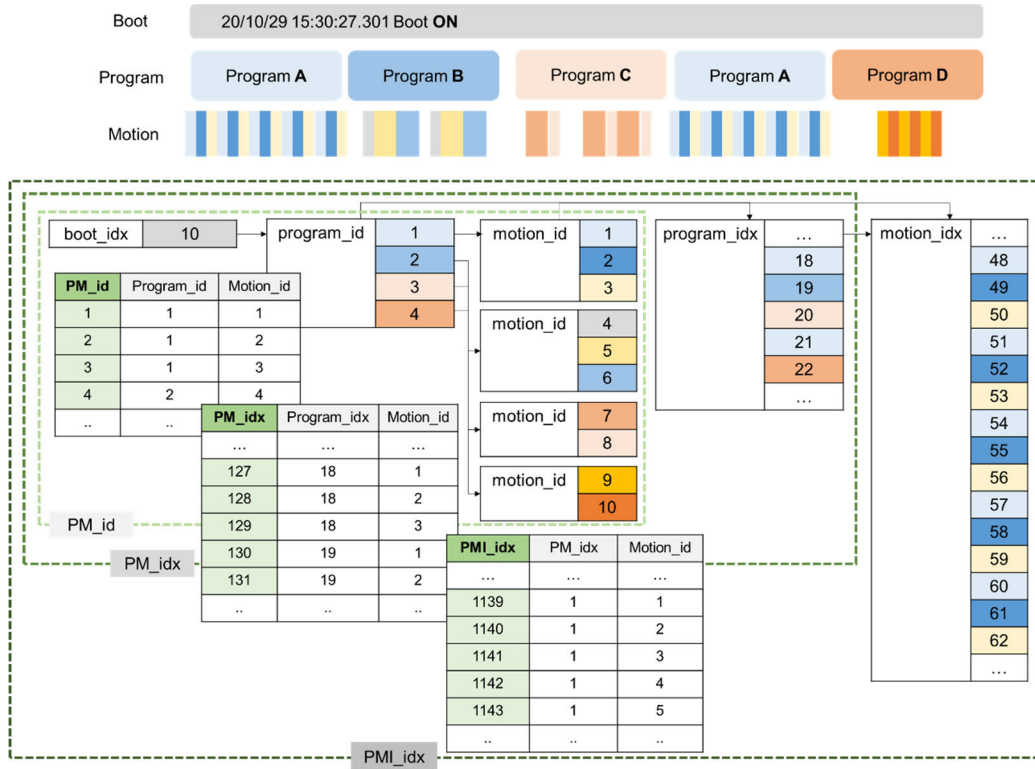 Boot
20/10/29 15:30:27.301 Boot ON
Program
Program A
Program B
Program C
Program A
Program D
Motion
boot_idx 10
program_id 1
2
3
4
motion_id 1
2
3
motion_id 4
5
6
motion_id 7
8
motion_id 9
10
program_idx ...
18
19
20
21
22
...
motion_idx ...
48
49
50
51
52
53
54
55
56
57
58
59
60
61
62
...
PM_id Program_id Motion_id
1 1 1
2 1 2
3 1 3
4 2 4
.. ..
PM_idx Program_idx Motion_id
... ... ...
127 18 1
128 18 2
129 18 3
130 19 1
131 19 2
.. .. ..
PMI_idx PM_idx Motion_id
... ... ...
1139 1 1
1140 1 2
1141 1 3
1142 1 4
1143 1 5
.. .. ..
PM_id
PM_idx
PMI_idx